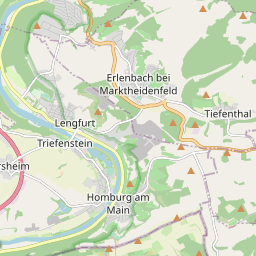 Erlenbach bei
Marktheidenfeld
Tiefenthal
Lengfurt
Triefenstein
rsheim
Homburg am
Main